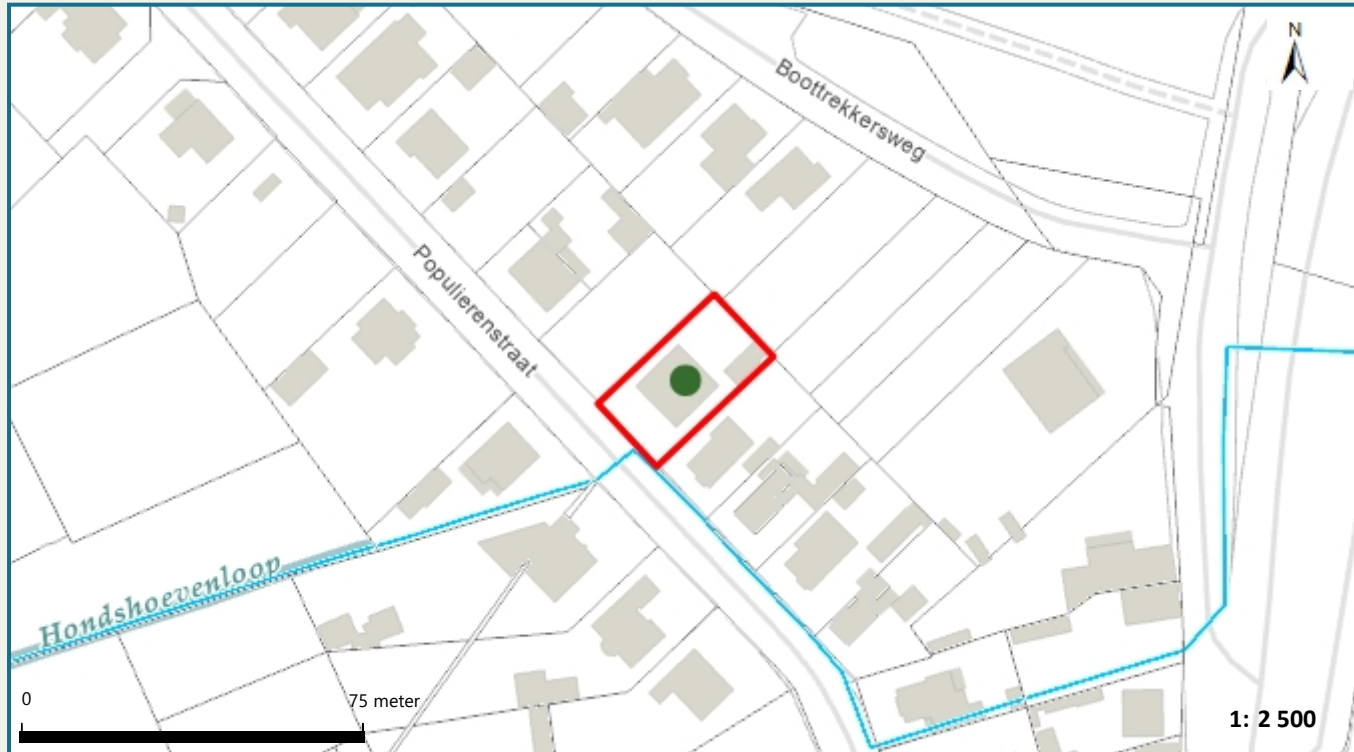 N
Boottrekkersweg
Populierenstraat
Hondshoevenloop
0
75 meter
1: 2 500